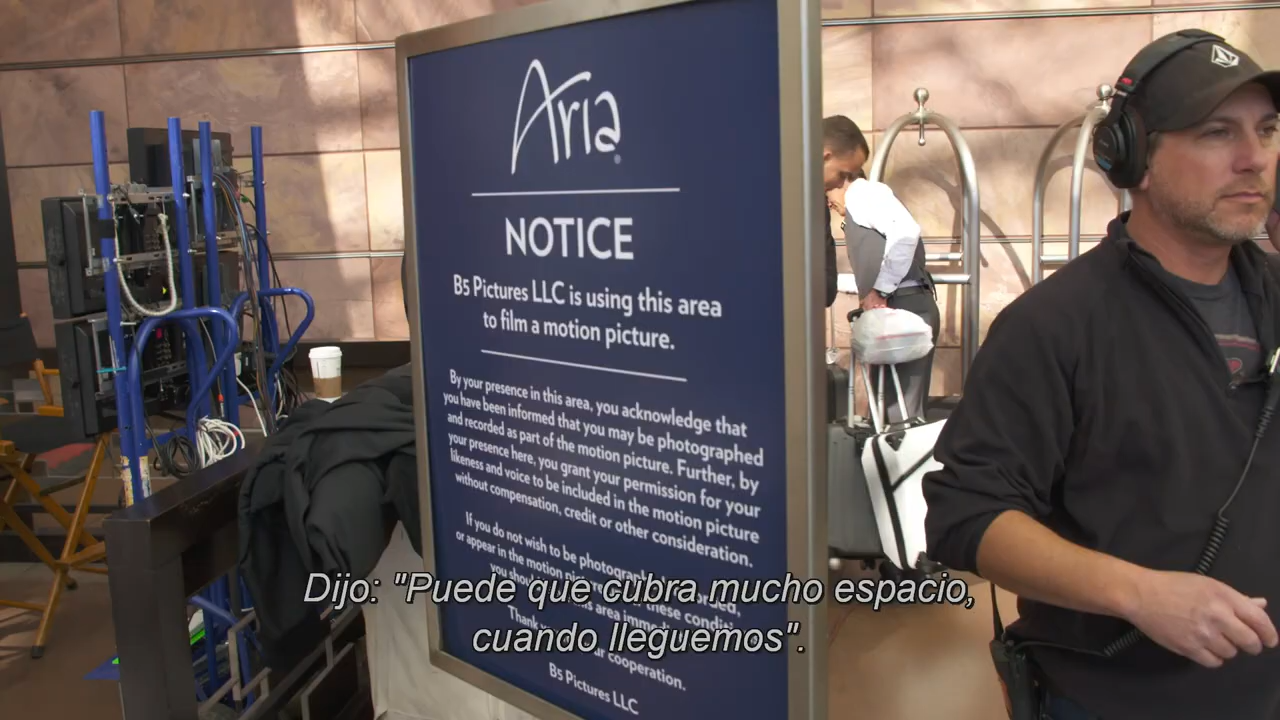 Aria
NOTICE
B5 Pictures LLC is using this area
to film a motion picture.
By your presence in this area, you acknowledge that
you have been informed that you may be photographed
and recorded as part of the motion picture. Further, by
your presence here, you grant your permission for your
likeness and voice to be included in the motion picture
without compensation, credit or other consideration.
If you do not wish to be photographed
or appear in the motion these
you area
Thank cooperation.
B5 Pictures LLC
Dijo: "Puede que cubra mucho espacio,
cuando lleguemos".